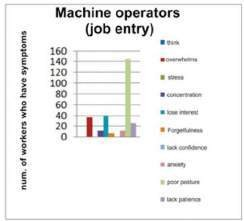 Machine operators
(job entry)
num. of workers who have symptoms
160
140
120
100
80
60
40
20
0
think
overwhelms
stress
concentration
lose interest
Forgetfulness
lack confidence
anxiety
poor posture
lack patience